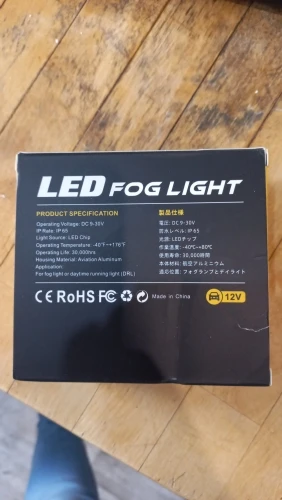 LED FOG LIGHT
PRODUCT SPECIFICATION
Operating Voltage: DC 9-30V
IP Rate: IP 65
Light Source: LED Chip
Operating Temperature: -40°F~+176°F
Operating Life: 30,000hrs
Housing Material: Aviation Aluminum
Application:
For fog light or daytime running light (DRL)
製品仕様
電圧: DC 9-30V
防水レベル: IP 65
光源: LEDチップ
作業温度: -40℃~+80℃
使用寿命: 30,000時間
本体材料: 航空アルミニウム
適応位置: フォグランプとデイライト
CE RoHS FC Made in China 12V